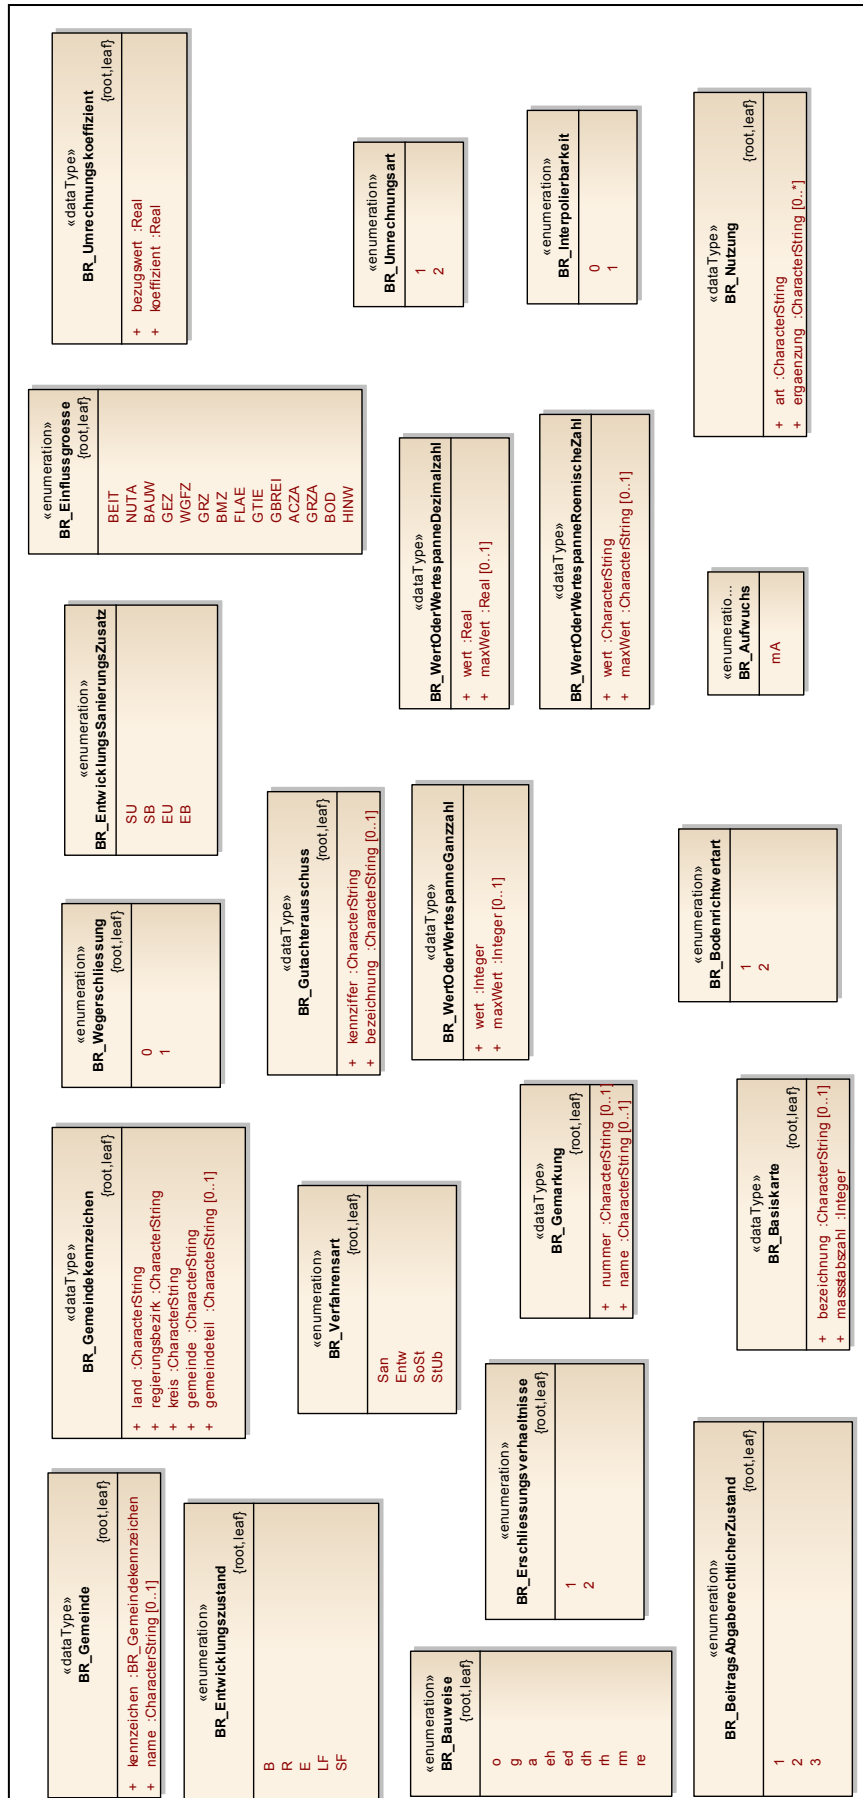 «dataType»
BR_Gemeinde
{root,leaf}
+ kennzeichen :BR_Gemeindekennzeichen
+ name :CharacterString [0..1]
«dataType»
BR_Gemeindekennzeichen
{root,leaf}
+ land :CharacterString
+ regierungsbezirk :CharacterString
+ kreis :CharacterString
+ gemeinde :CharacterString
+ gemeindeteil :CharacterString [0..1]
«enumeration»
BR_Wegerschliessung
{root,leaf}
0
1
«enumeration»
BR_EntwicklungsSanierungsZusatz
SU
SB
EU
EB
«enumeration»
BR_Einflussgroesse
{root,leaf}
BEIT
NUTA
BAUW
GEZ
WGFZ
GRZ
BMZ
FLAE
GTIE
GBREI
ACZA
GRZA
BOD
HINW
«dataType»
BR_Umrechnungskoeffizient
{root,leaf}
+ bezugswert :Real
+ koeffizient :Real
«enumeration»
BR_Entwicklungszustand
{root,leaf}
B
R
E
LF
SF
«enumeration»
BR_Verfahrensart
{root,leaf}
San
Entw
SoSt
StUb
«dataType»
BR_Gutachterausschuss
{root,leaf}
+ kennziffer :CharacterString
+ bezeichnung :CharacterString [0..1]
«enumeration»
BR_Umrechnungsart
1
2
«enumeration»
BR_Bauweise
{root,leaf}
o
g
a
eh
ed
dh
rh
rm
re
«enumeration»
BR_Erschliessungsverhaeltnisse
{root,leaf}
1
2
«dataType»
BR_Gemarkung
{root,leaf}
+ nummer :CharacterString [0..1]
+ name :CharacterString [0..1]
«dataType»
BR_WertOderWertespanneGanzzahl
+ wert :Integer
+ maxWert :Integer [0..1]
«dataType»
BR_WertOderWertespanneDezimalzahl
+ wert :Real
+ maxWert :Real [0..1]
«dataType»
BR_WertOderWertespanneRoemischeZahl
+ wert :CharacterString
+ maxWert :CharacterString [0..1]
«enumeration»
BR_Interpolierbarkeit
0
1
«enumeration»
BR_BeitragsAbgaberechtlicherZustand
{root,leaf}
1
2
3
«dataType»
BR_Basiskarte
{root,leaf}
+ bezeichnung :CharacterString [0..1]
+ massstabszahl :Integer
«enumeration»
BR_Bodenrichtwertart
1
2
«enumeratio...
BR_Aufwuchs
mA
«dataType»
BR_Nutzung
{root,leaf}
+ art :CharacterString
+ ergaenzung :CharacterString [0..*]